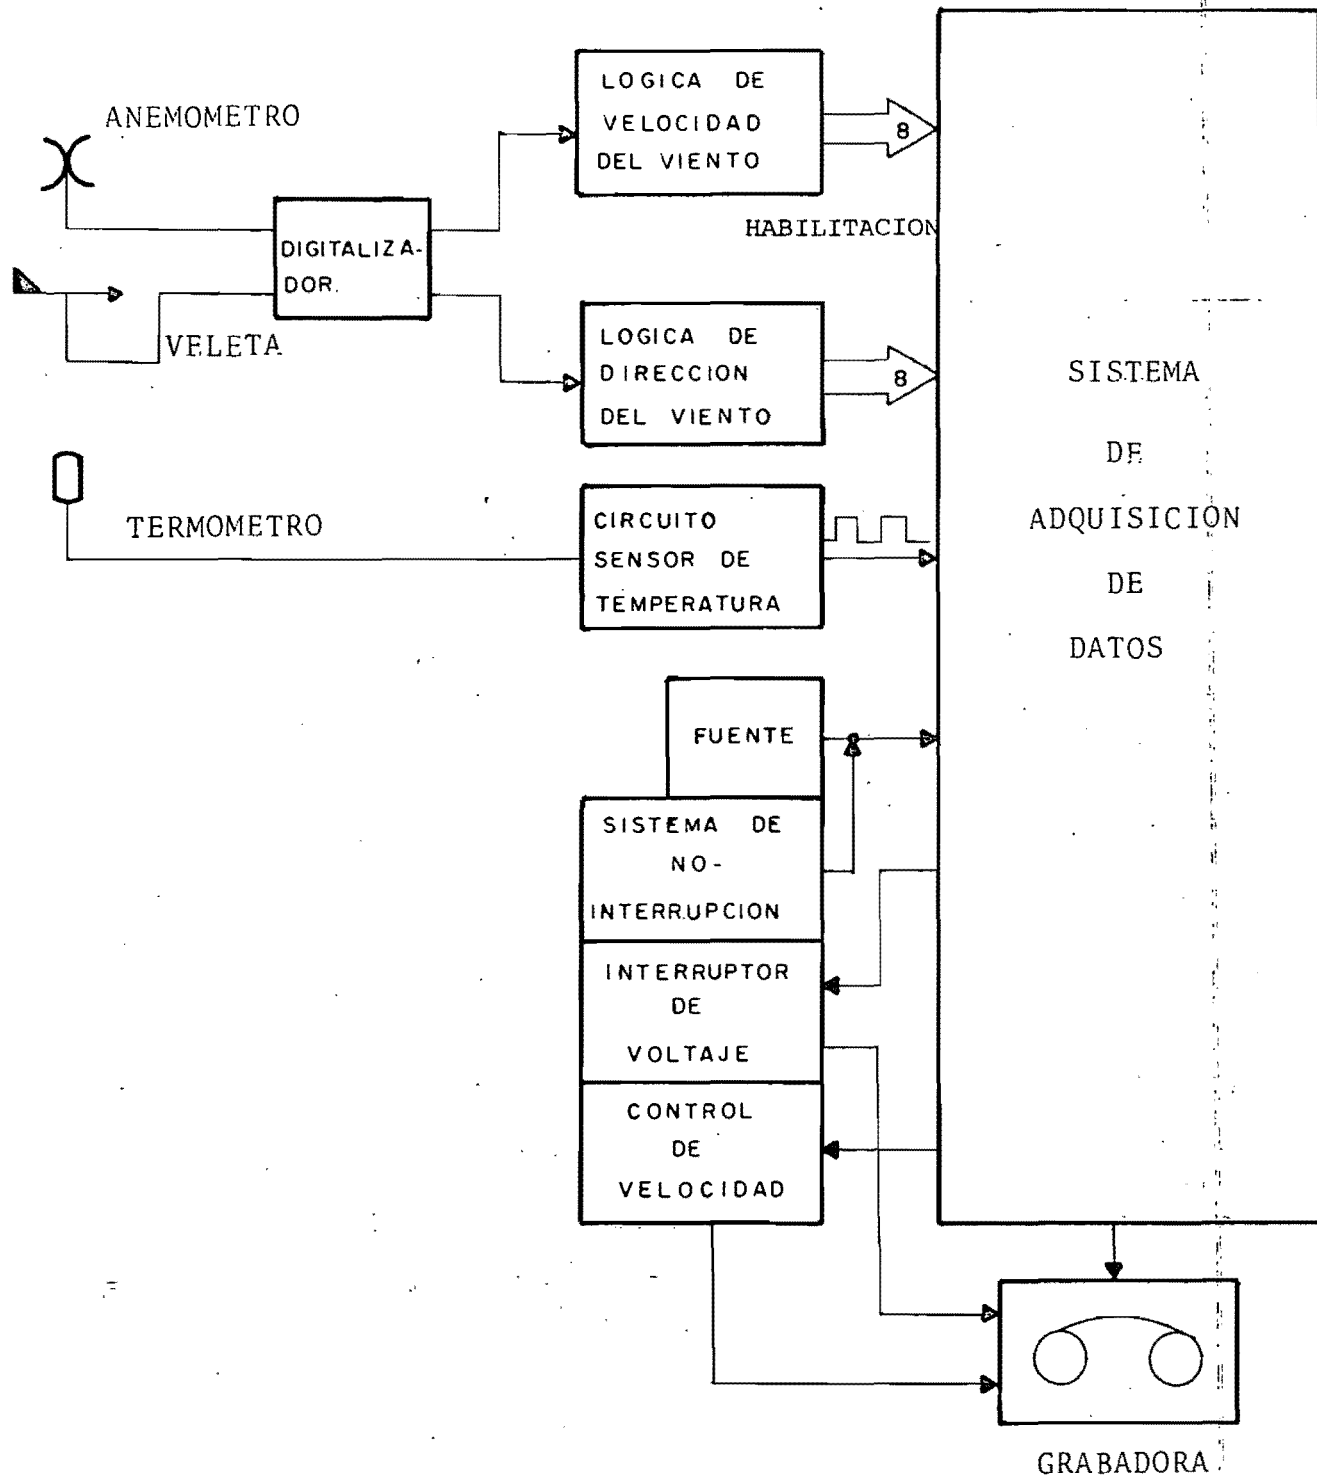 ANEMOMETRO
LOGICA DE
VELOCIDAD
DEL VIENTO
8
HABILITACION
DIGITALIZA-
DOR.
VELETA
LOGICA DE
DIRECCION
DEL VIENTO
8
TERMOMETRO
CIRCUITO
SENSOR DE
TEMPERATURA
SISTEMA
DE
ADQUISICION
DE
DATOS
FUENTE
SISTEMA DE
NO-
INTERRUPCION
INTERRUPTOR
DE
VOLTAJE
CONTROL
DE
VELOCIDAD
GRABADORA